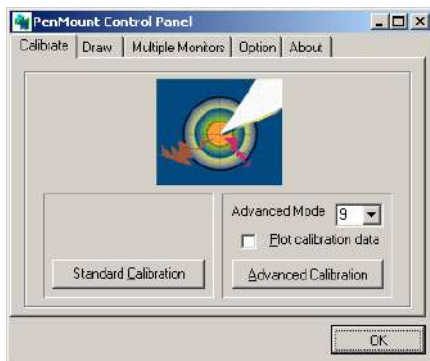 PenMount Control Panel
Calibrate Draw Multiple Monitors Option About
Advanced Mode 9
Plot calibration data
Standard Calibration Advanced Calibration
OK